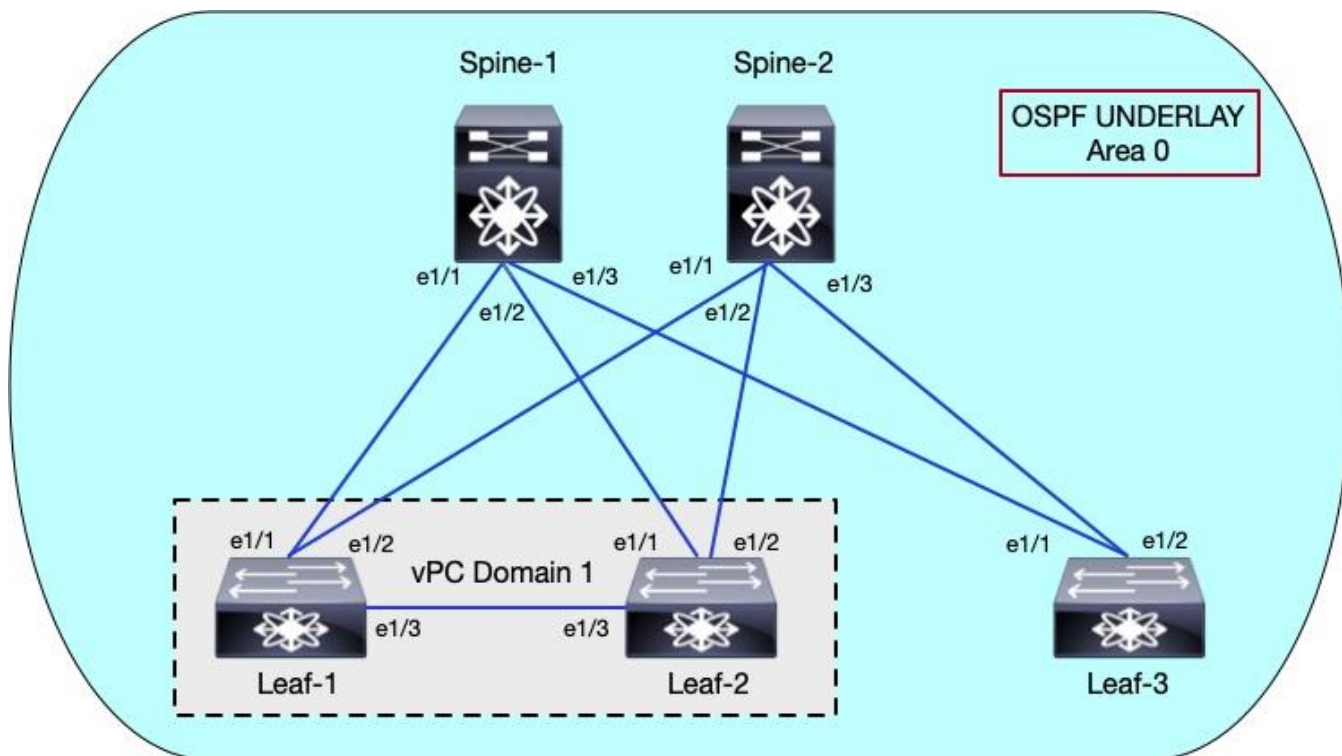 Spine-1
Spine-2
OSPF UNDERLAY
Area 0
e1/1
e1/2
e1/3
e1/1
e1/2
e1/3
e1/1
e1/2
vPC Domain 1
e1/1
e1/2
e1/1
e1/2
e1/3
e1/3
Leaf-1
Leaf-2
Leaf-3